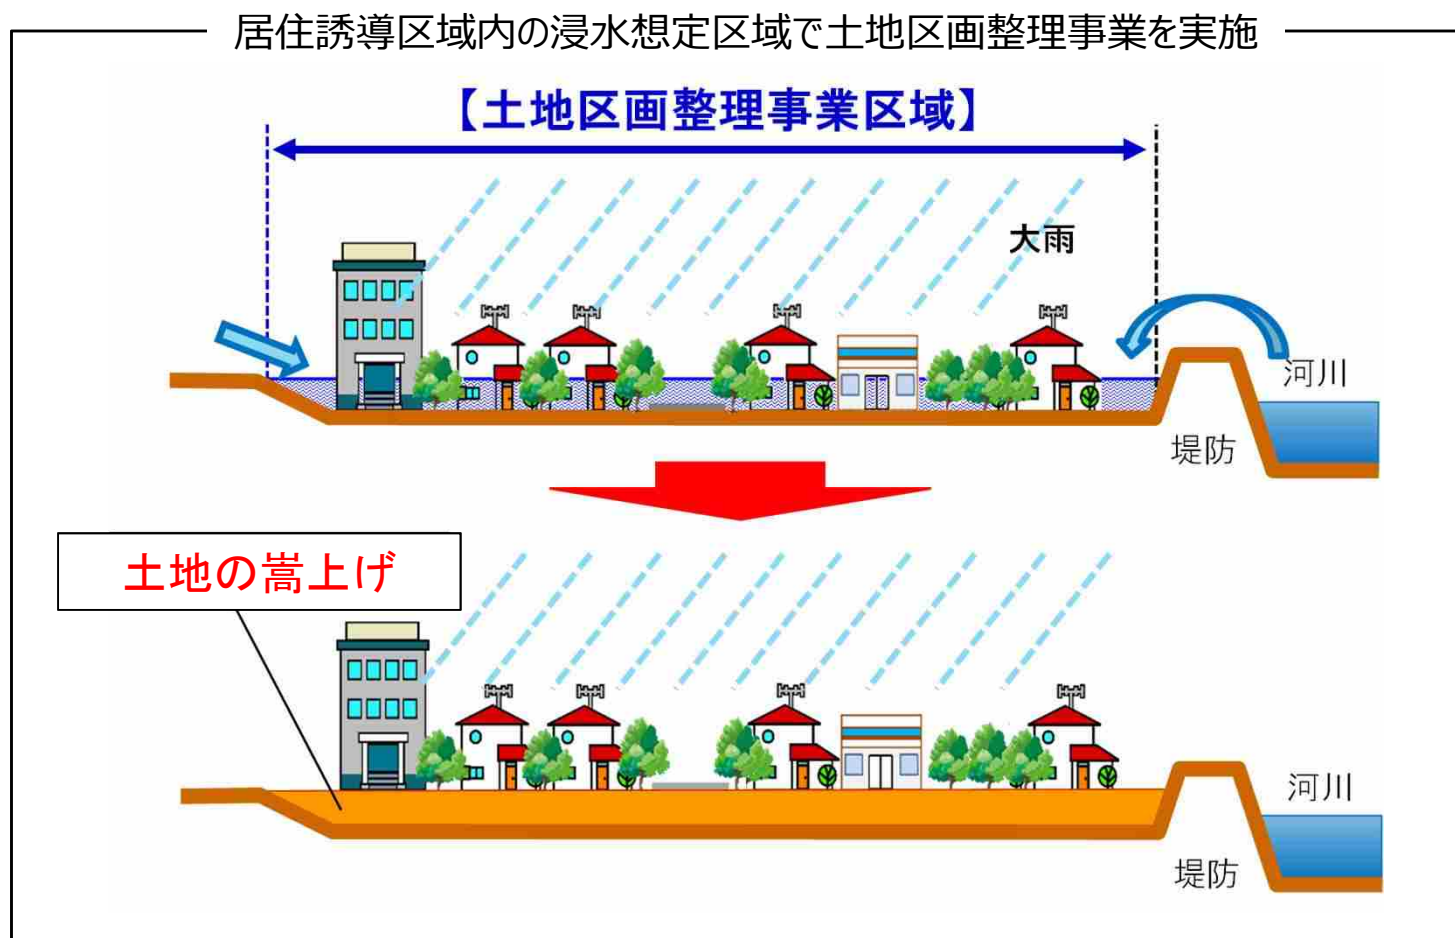 居住誘導区域内の浸水想定区域で土地区画整理事業を実施
【土地区画整理事業区域】
大雨
河川
堤防
土地の嵩上げ
河川
堤防